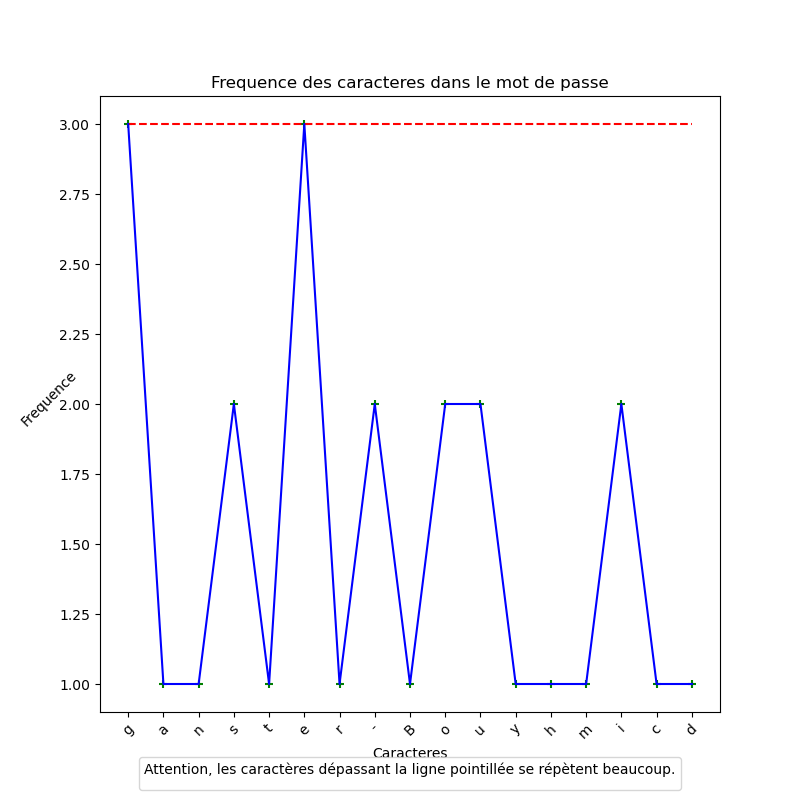 Frequence des caracteres dans le mot de passe
3.00
2.75
2.50
2.25
2.00
1.75
1.50
1.25
1.00
Frequence
g a n s t e r - B o u y h m i c d
Caracteres
Attention, les caractères dépassant la ligne pointillée se répètent beaucoup.